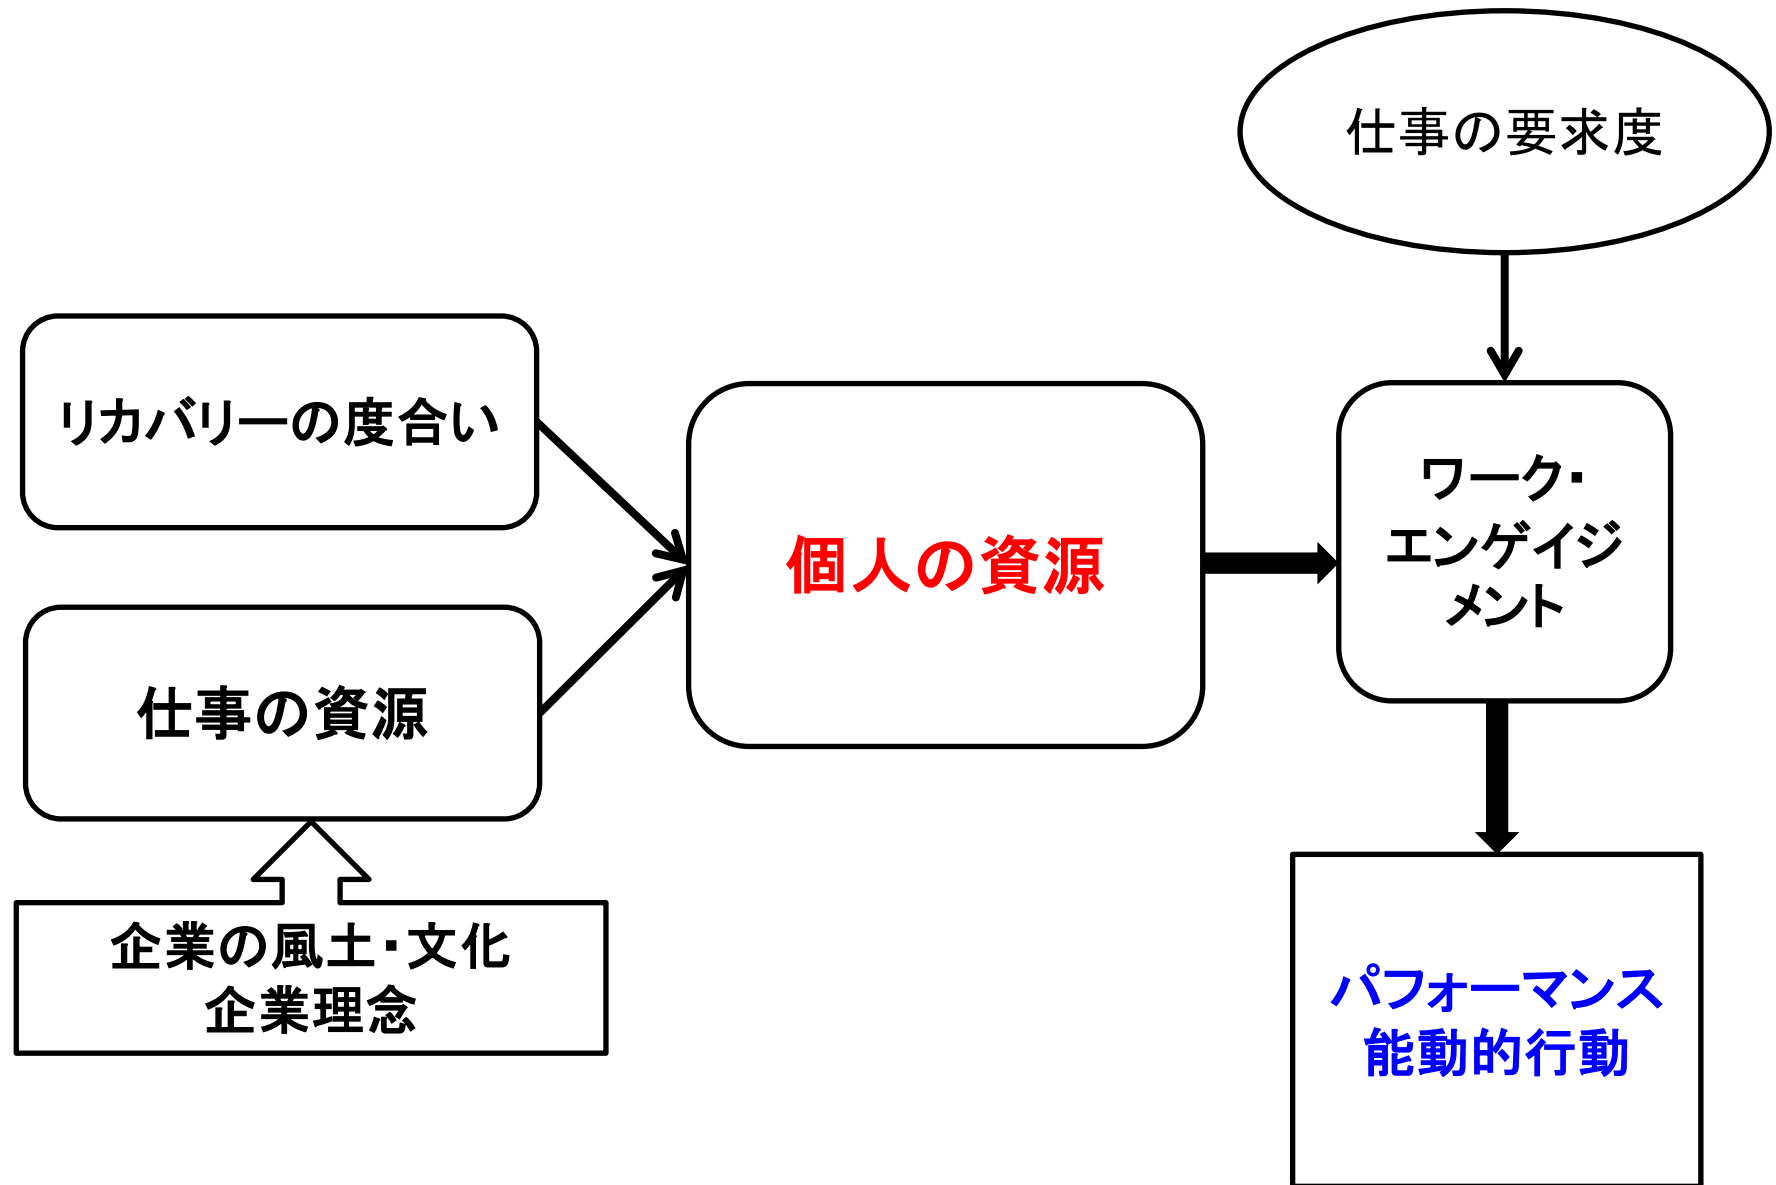 仕事の要求度
リカバリーの度合い
ワーク・
エンゲイジ
メント
個人の資源
仕事の資源
企業の風土・文化
企業理念
パフォーマンス
能動的行動